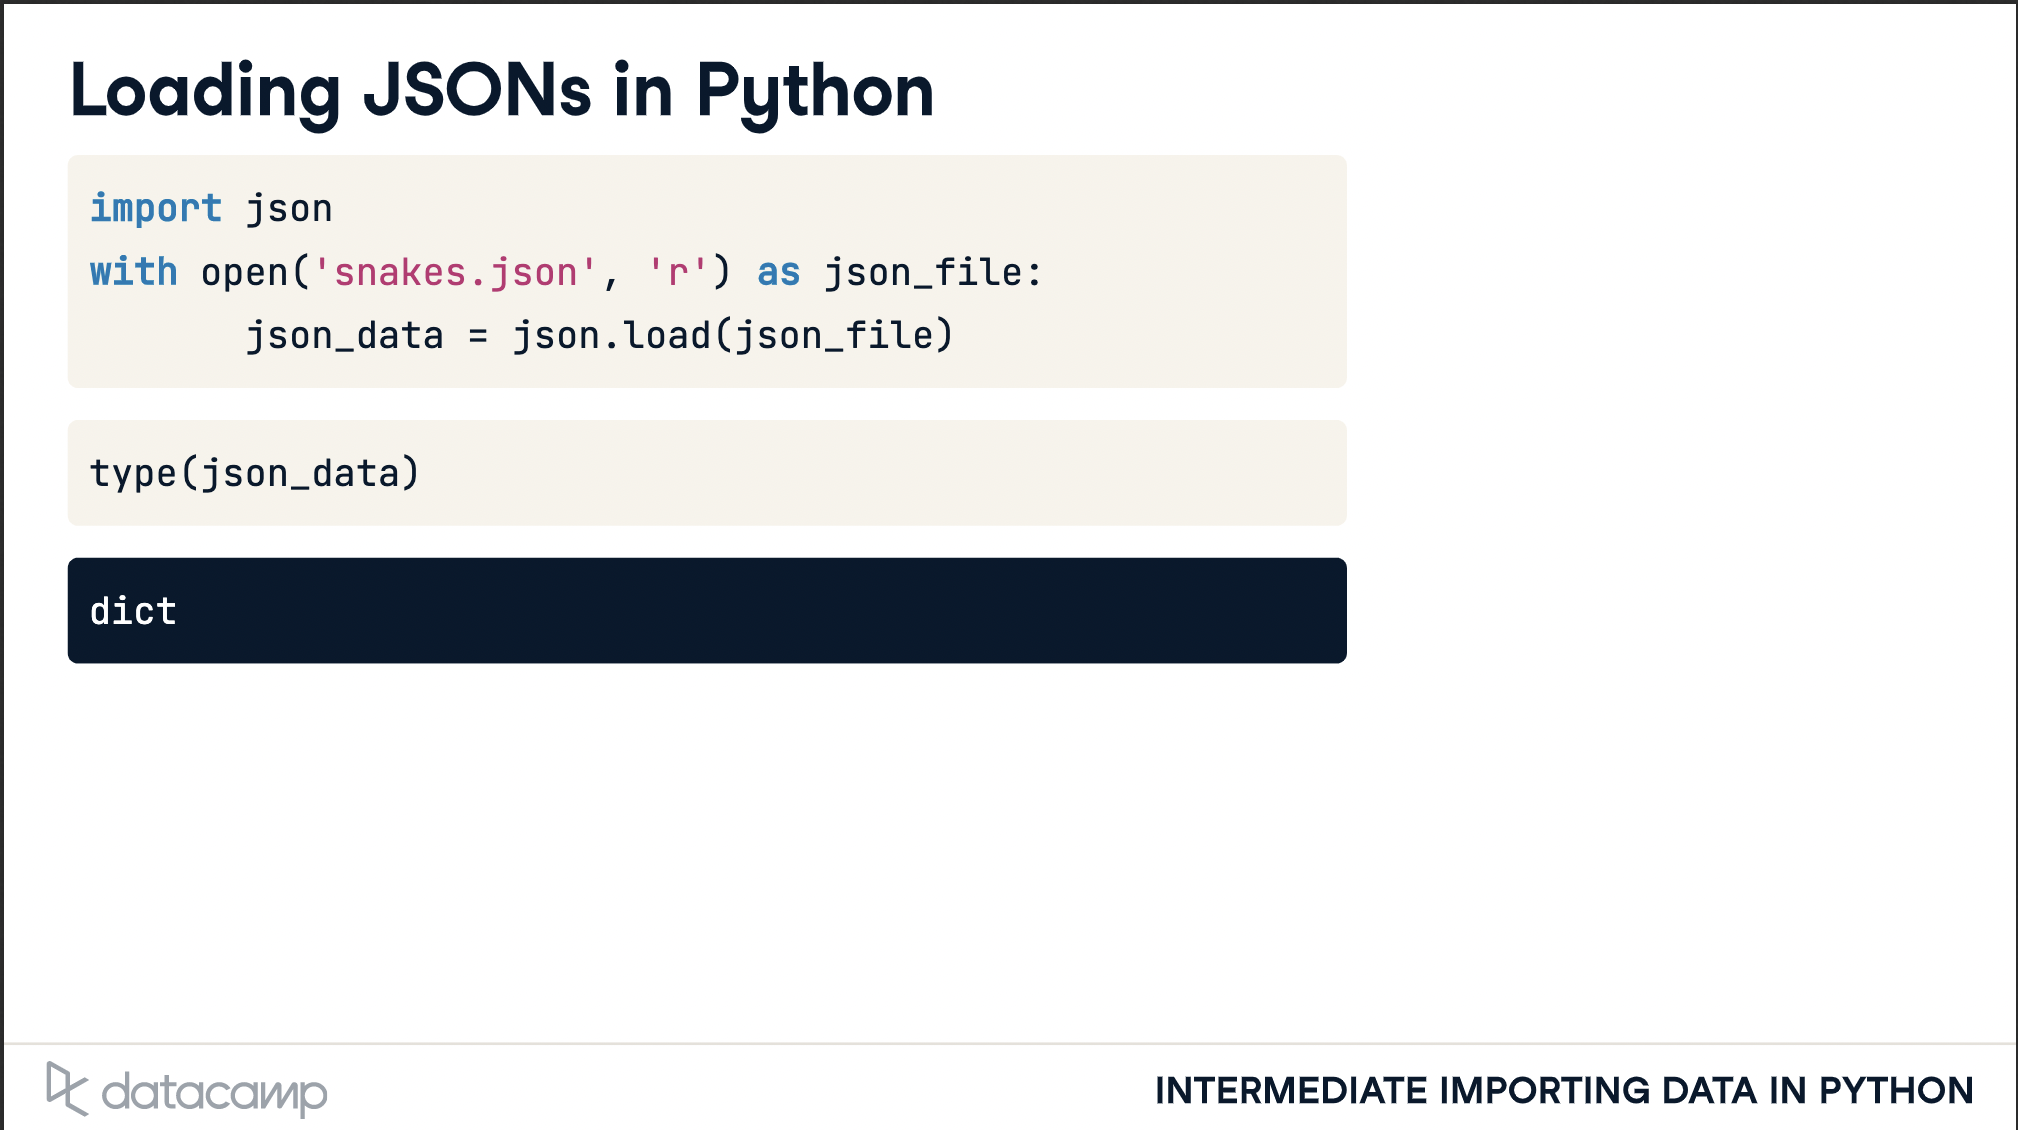 Loading JSONs in Python
import json
with open('snakes.json', 'r') as json_file:
       json_data = json.load(json_file)
type(json_data)
dict
datacamp
INTERMEDIATE IMPORTING DATA IN PYTHON